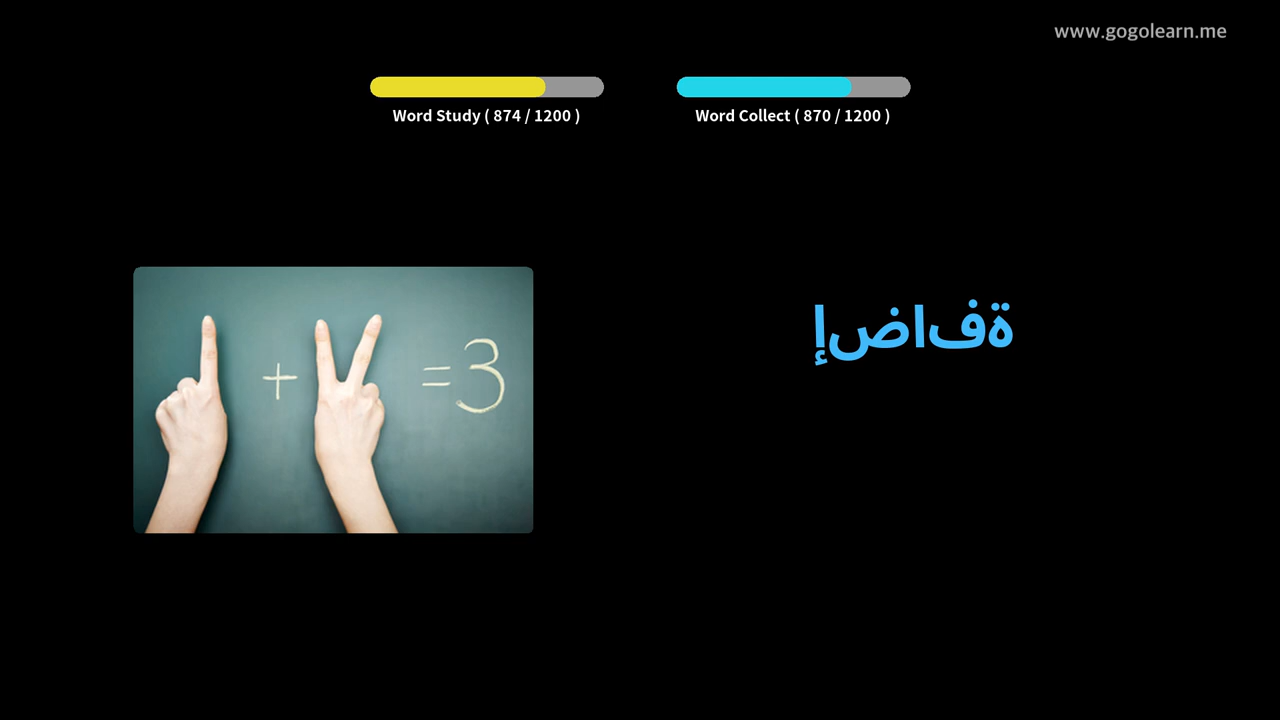 www.gogolearn.me
Word Study ( 874 / 1200 )
Word Collect ( 870 / 1200 )
+ =3
ةفاضإ